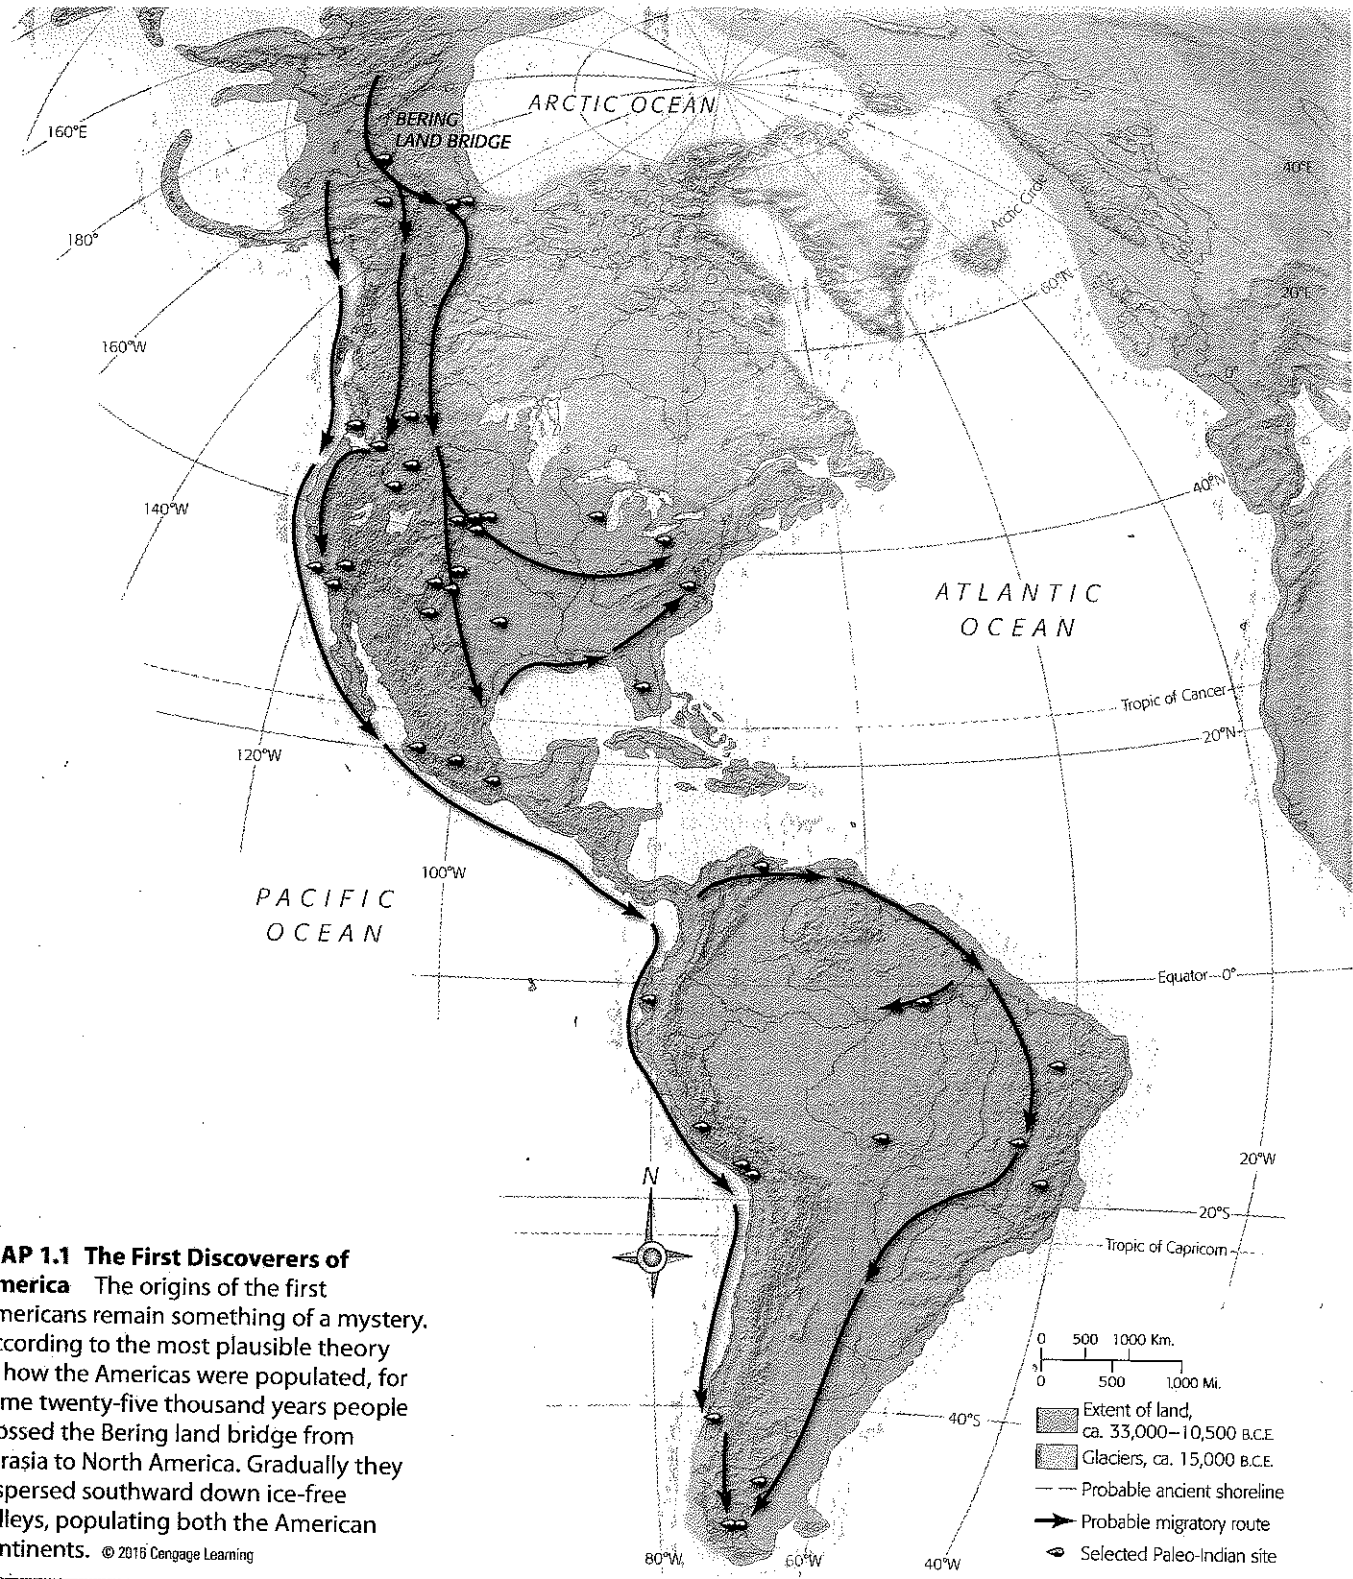 ARCTIC OCEAN
BERING
LAND BRIDGE
160°E
180°
160°W
140°W
120°W
100°W
40°E
Arctic Circle
60°N
20°E
0°
40°N
ATLANTIC
OCEAN
Tropic of Cancer
20°N
PACIFIC
OCEAN
Equator 0°
20°W
20°S
Tropic of Capricorn
N
40°S
80°W
60°W
40°W
AP 1.1 The First Discoverers of
merica The origins of the first
mericans remain something of a mystery.
cording to the most plausible theory
how the Americas were populated, for
me twenty-five thousand years people
ossed the Bering land bridge from
rasia to North America. Gradually they
spersed southward down ice-free
lleys, populating both the American
ntinents. © 2016 Cengage Learning
0 500 1000 Km.
0 500 1000 Mi.
Extent of land,
ca. 33,000–10,500 B.C.E.
Glaciers, ca. 15,000 B.C.E.
Probable ancient shoreline
Probable migratory route
Selected Paleo-Indian site